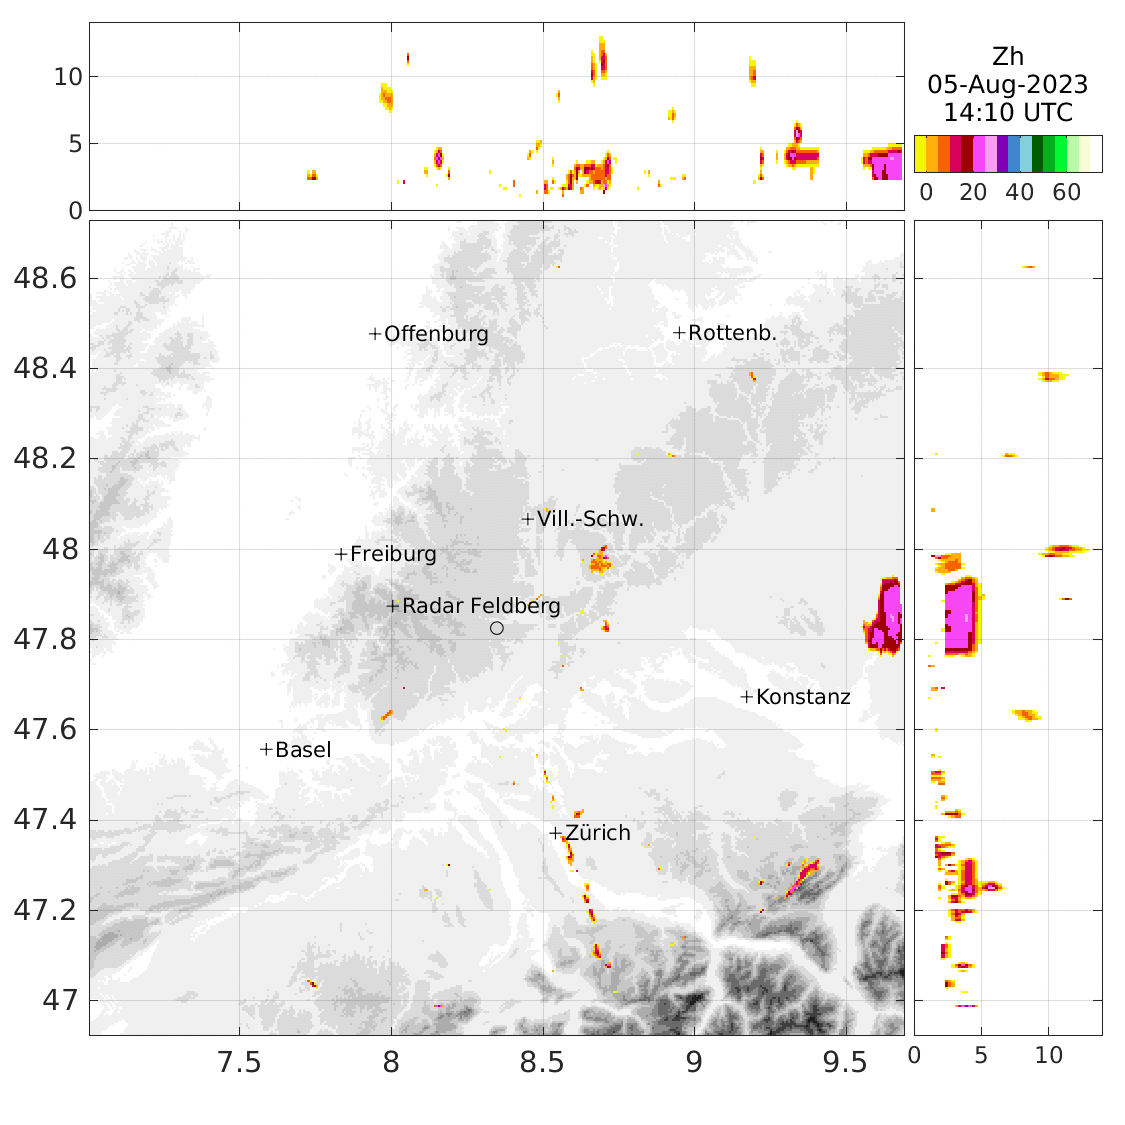 10
5
0
Zh
05-Aug-2023
14:10 UTC
0 20 40 60
48.6
48.4
48.2
48
47.8
47.6
47.4
47.2
47
Offenburg
Rottenb.
Vill.-Schw.
Freiburg
Radar Feldberg
Konstanz
Basel
Zürich
7.5 8 8.5 9 9.5
0 5 10